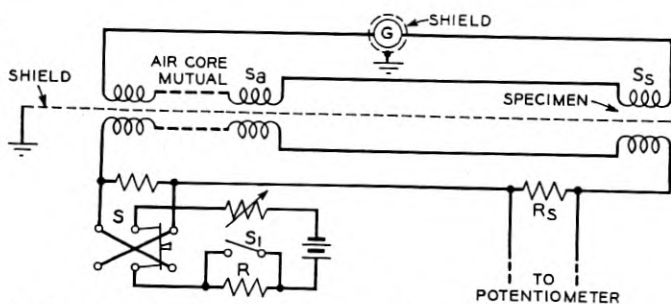 G
SHIELD
AIR CORE
MUTUAL
Sa
Ss
SHIELD
SPECIMEN
S
S1
R
Rs
TO
POTENTIOMETER